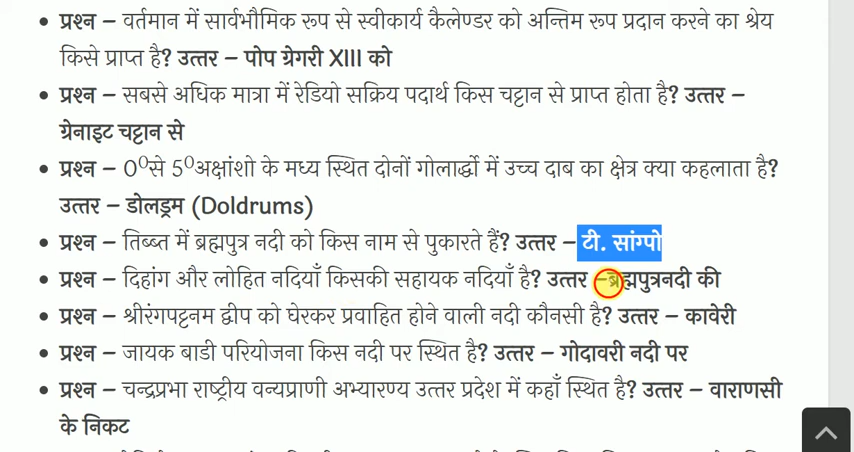 • प्रश्न – वर्तमान में सार्वभौमिक रूप से स्वीकार्य कैलेण्डर को अन्तिम रूप प्रदान करने का श्रेय
किसे प्राप्त है? उत्तर – पोप ग्रेगरी XIII को
• प्रश्न – सबसे अधिक मात्रा में रेडियो सक्रिय पदार्थ किस चट्टान से प्राप्त होता है? उत्तर –
ग्रेनाइट चट्टान से
• प्रश्न – 0⁰से 5⁰अक्षांशो के मध्य स्थित दोनों गोलार्द्धो में उच्च दाब का क्षेत्र क्या कहलाता है?
उत्तर – डोलड्रम (Doldrums)
• प्रश्न – तिब्ब्त में ब्रह्मपुत्र नदी को किस नाम से पुकारते हैं? उत्तर – टी. सांग्पो
• प्रश्न – दिहांग और लोहित नदियाँ किसकी सहायक नदियाँ है? उत्तर –ब्रह्मपुत्रनदी की
• प्रश्न – श्रीरंगपट्टनम द्वीप को घेरकर प्रवाहित होने वाली नदी कौनसी है? उत्तर – कावेरी
• प्रश्न – जायक बाडी परियोजना किस नदी पर स्थित है? उत्तर – गोदावरी नदी पर
• प्रश्न – चन्द्रप्रभा राष्ट्रीय वन्यप्राणी अभ्यारण्य उत्तर प्रदेश में कहाँ स्थित है? उत्तर – वाराणसी
के निकट